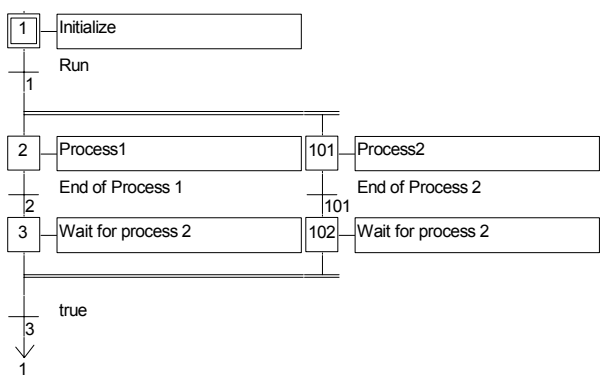 1 Initialize
Run
1
2 Process1 101 Process2
End of Process 1 End of Process 2
2 101
3 Wait for process 2 102 Wait for process 2
true
3
1